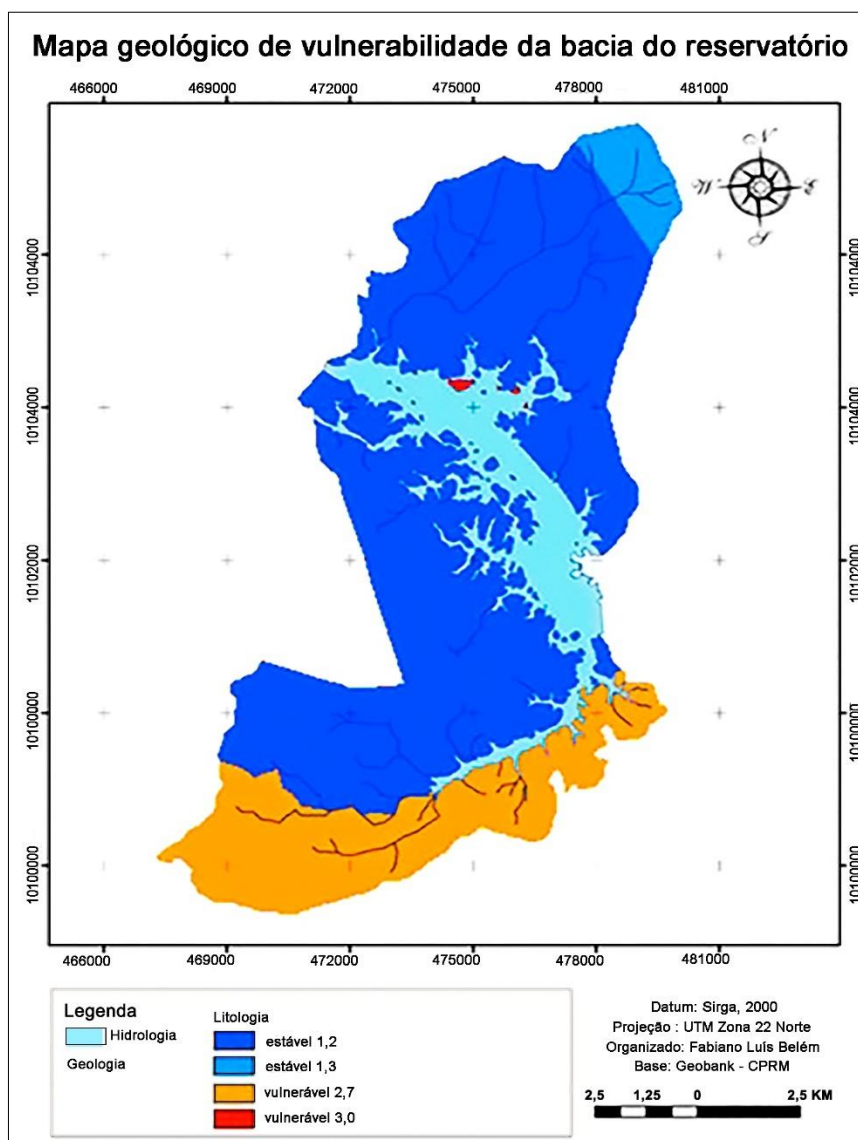 Mapa geológico de vulnerabilidade da bacia do reservatório
466000 469000 472000 475000 478000 481000
N
W E
S
10104000 10104000
10104000 10104000
10102000 10102000
10100000 10100000
10100000 10100000
466000 469000 472000 475000 478000 481000
Legenda
Hidrologia
Geologia
Litologia
estável 1,2
estável 1,3
vulnerável 2,7
vulnerável 3,0
Datum: Sirga, 2000
Projeção : UTM Zona 22 Norte
Organizado: Fabiano Luís Belém
Base: Geobank - CPRM
2,5 1,25 0 2,5 KM